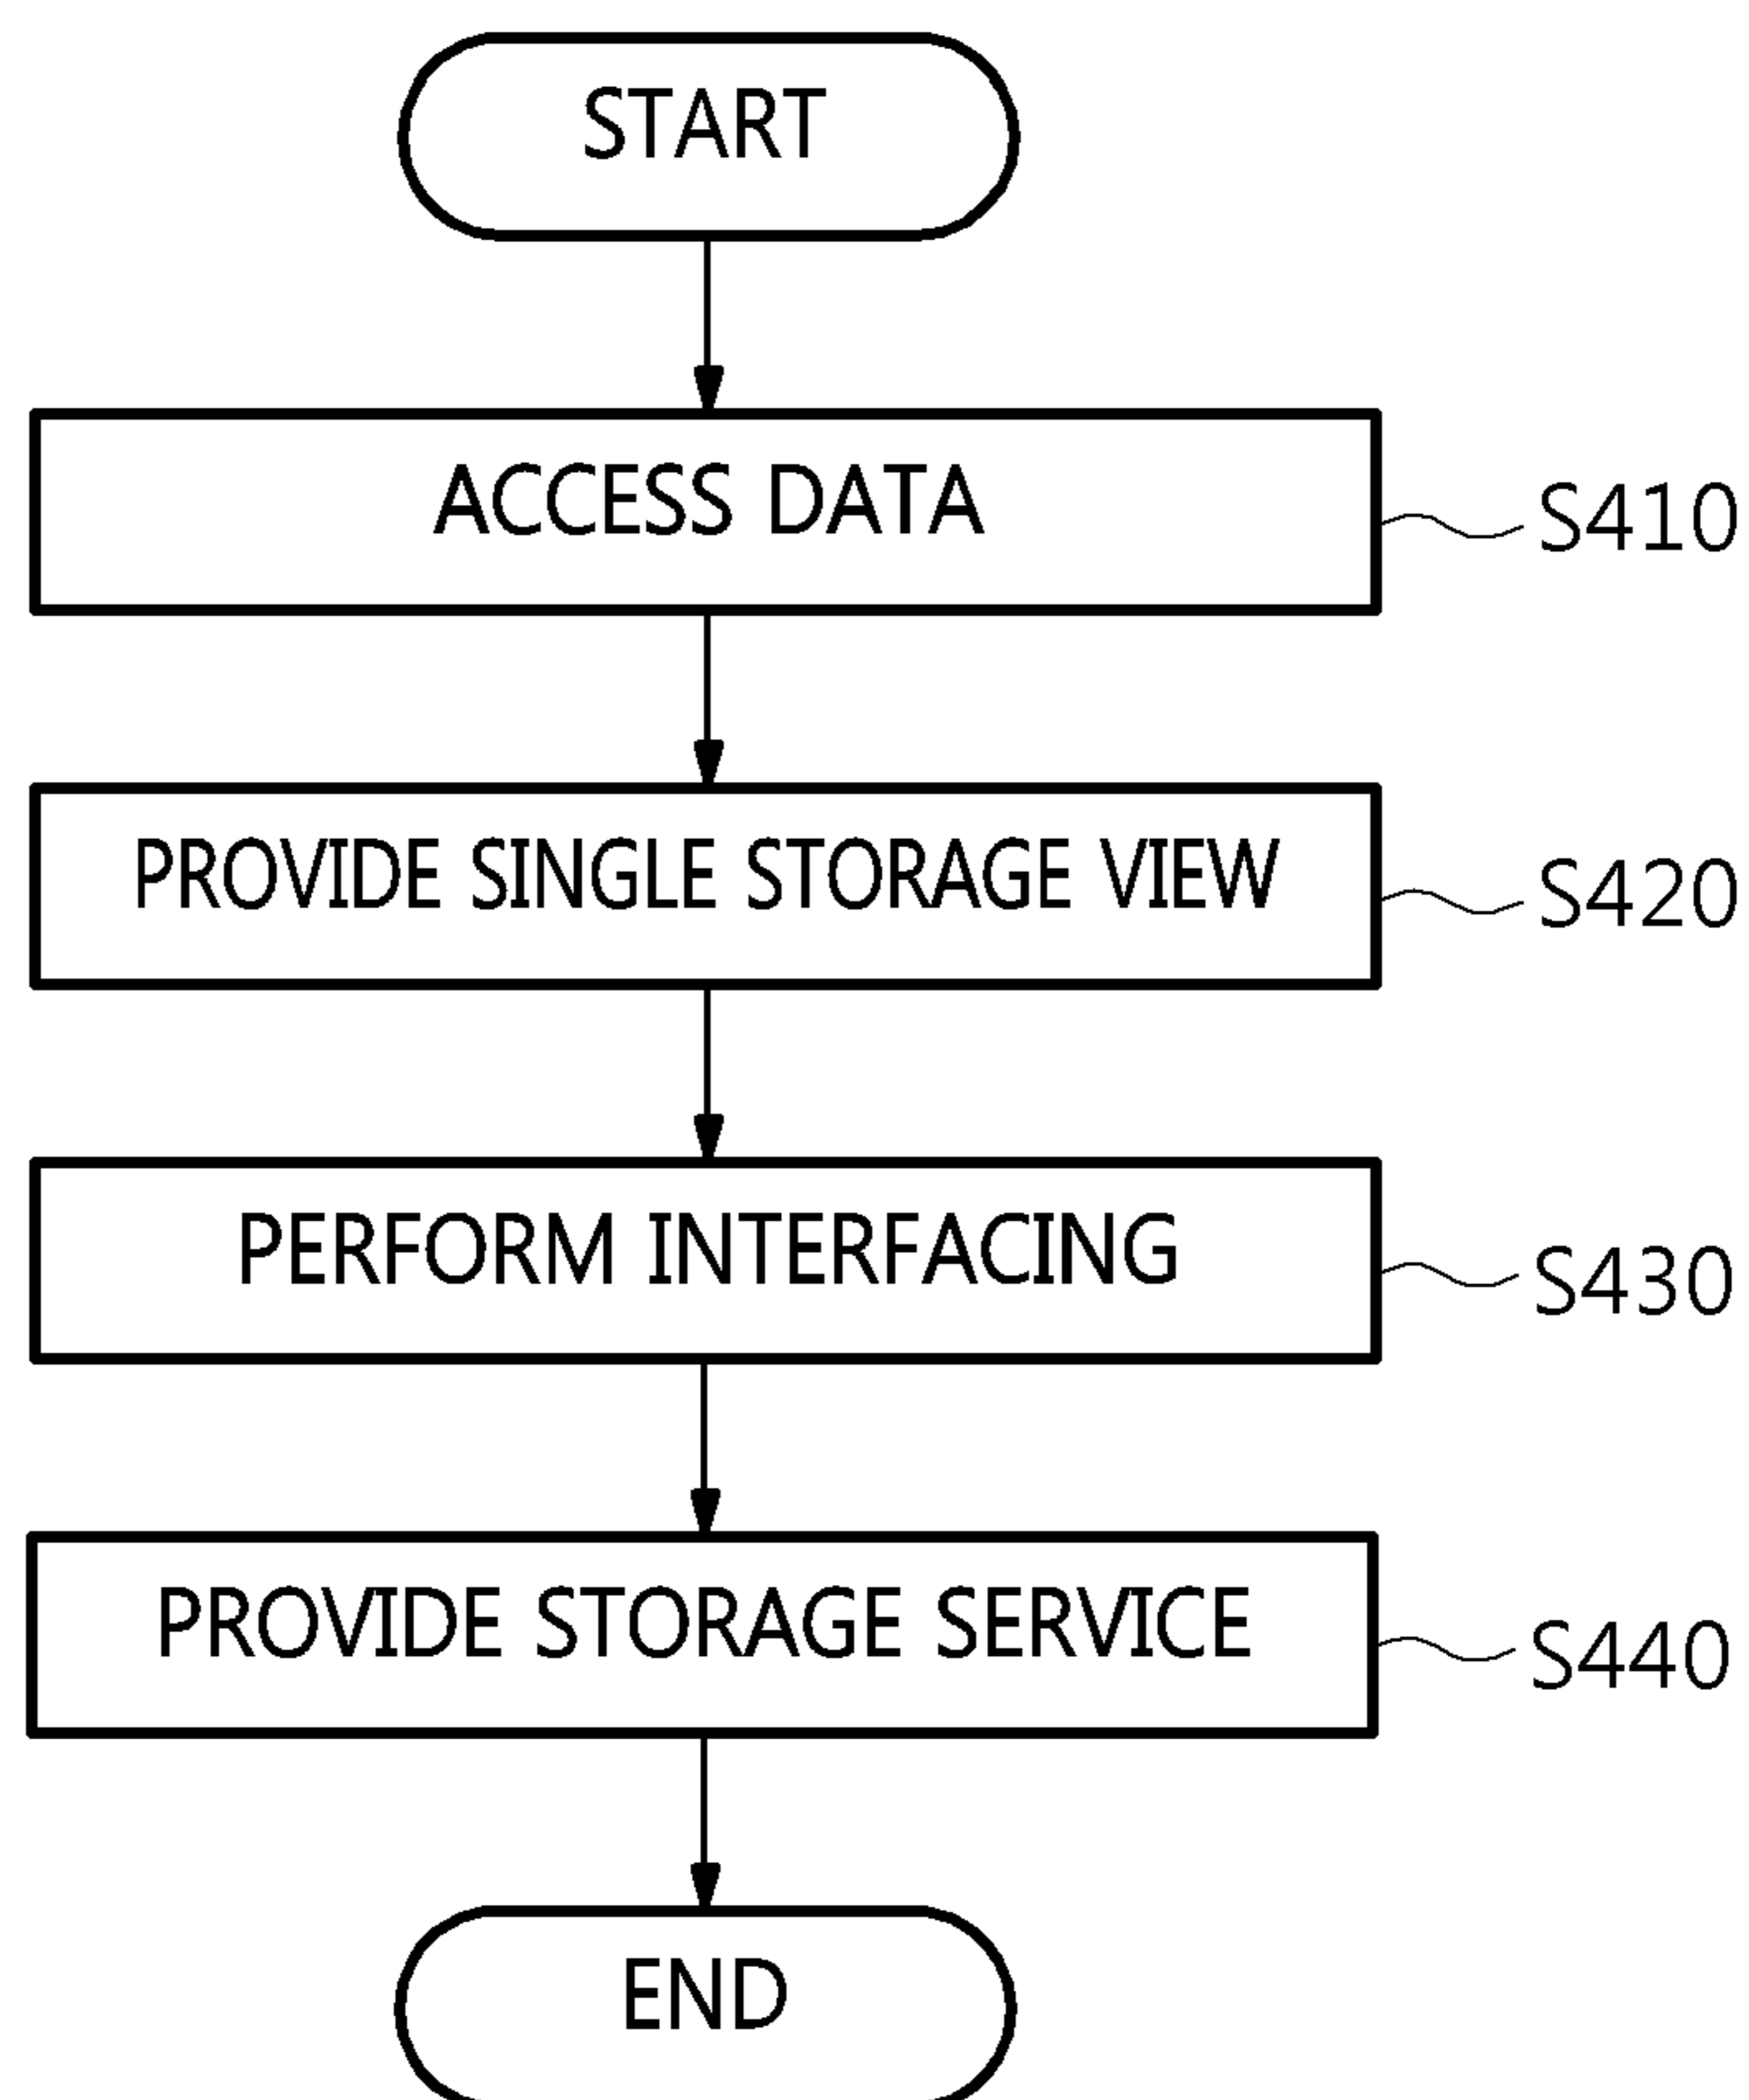 START
ACCESS DATA
S410
PROVIDE SINGLE STORAGE VIEW
S420
PERFORM INTERFACING
S430
PROVIDE STORAGE SERVICE
S440
END